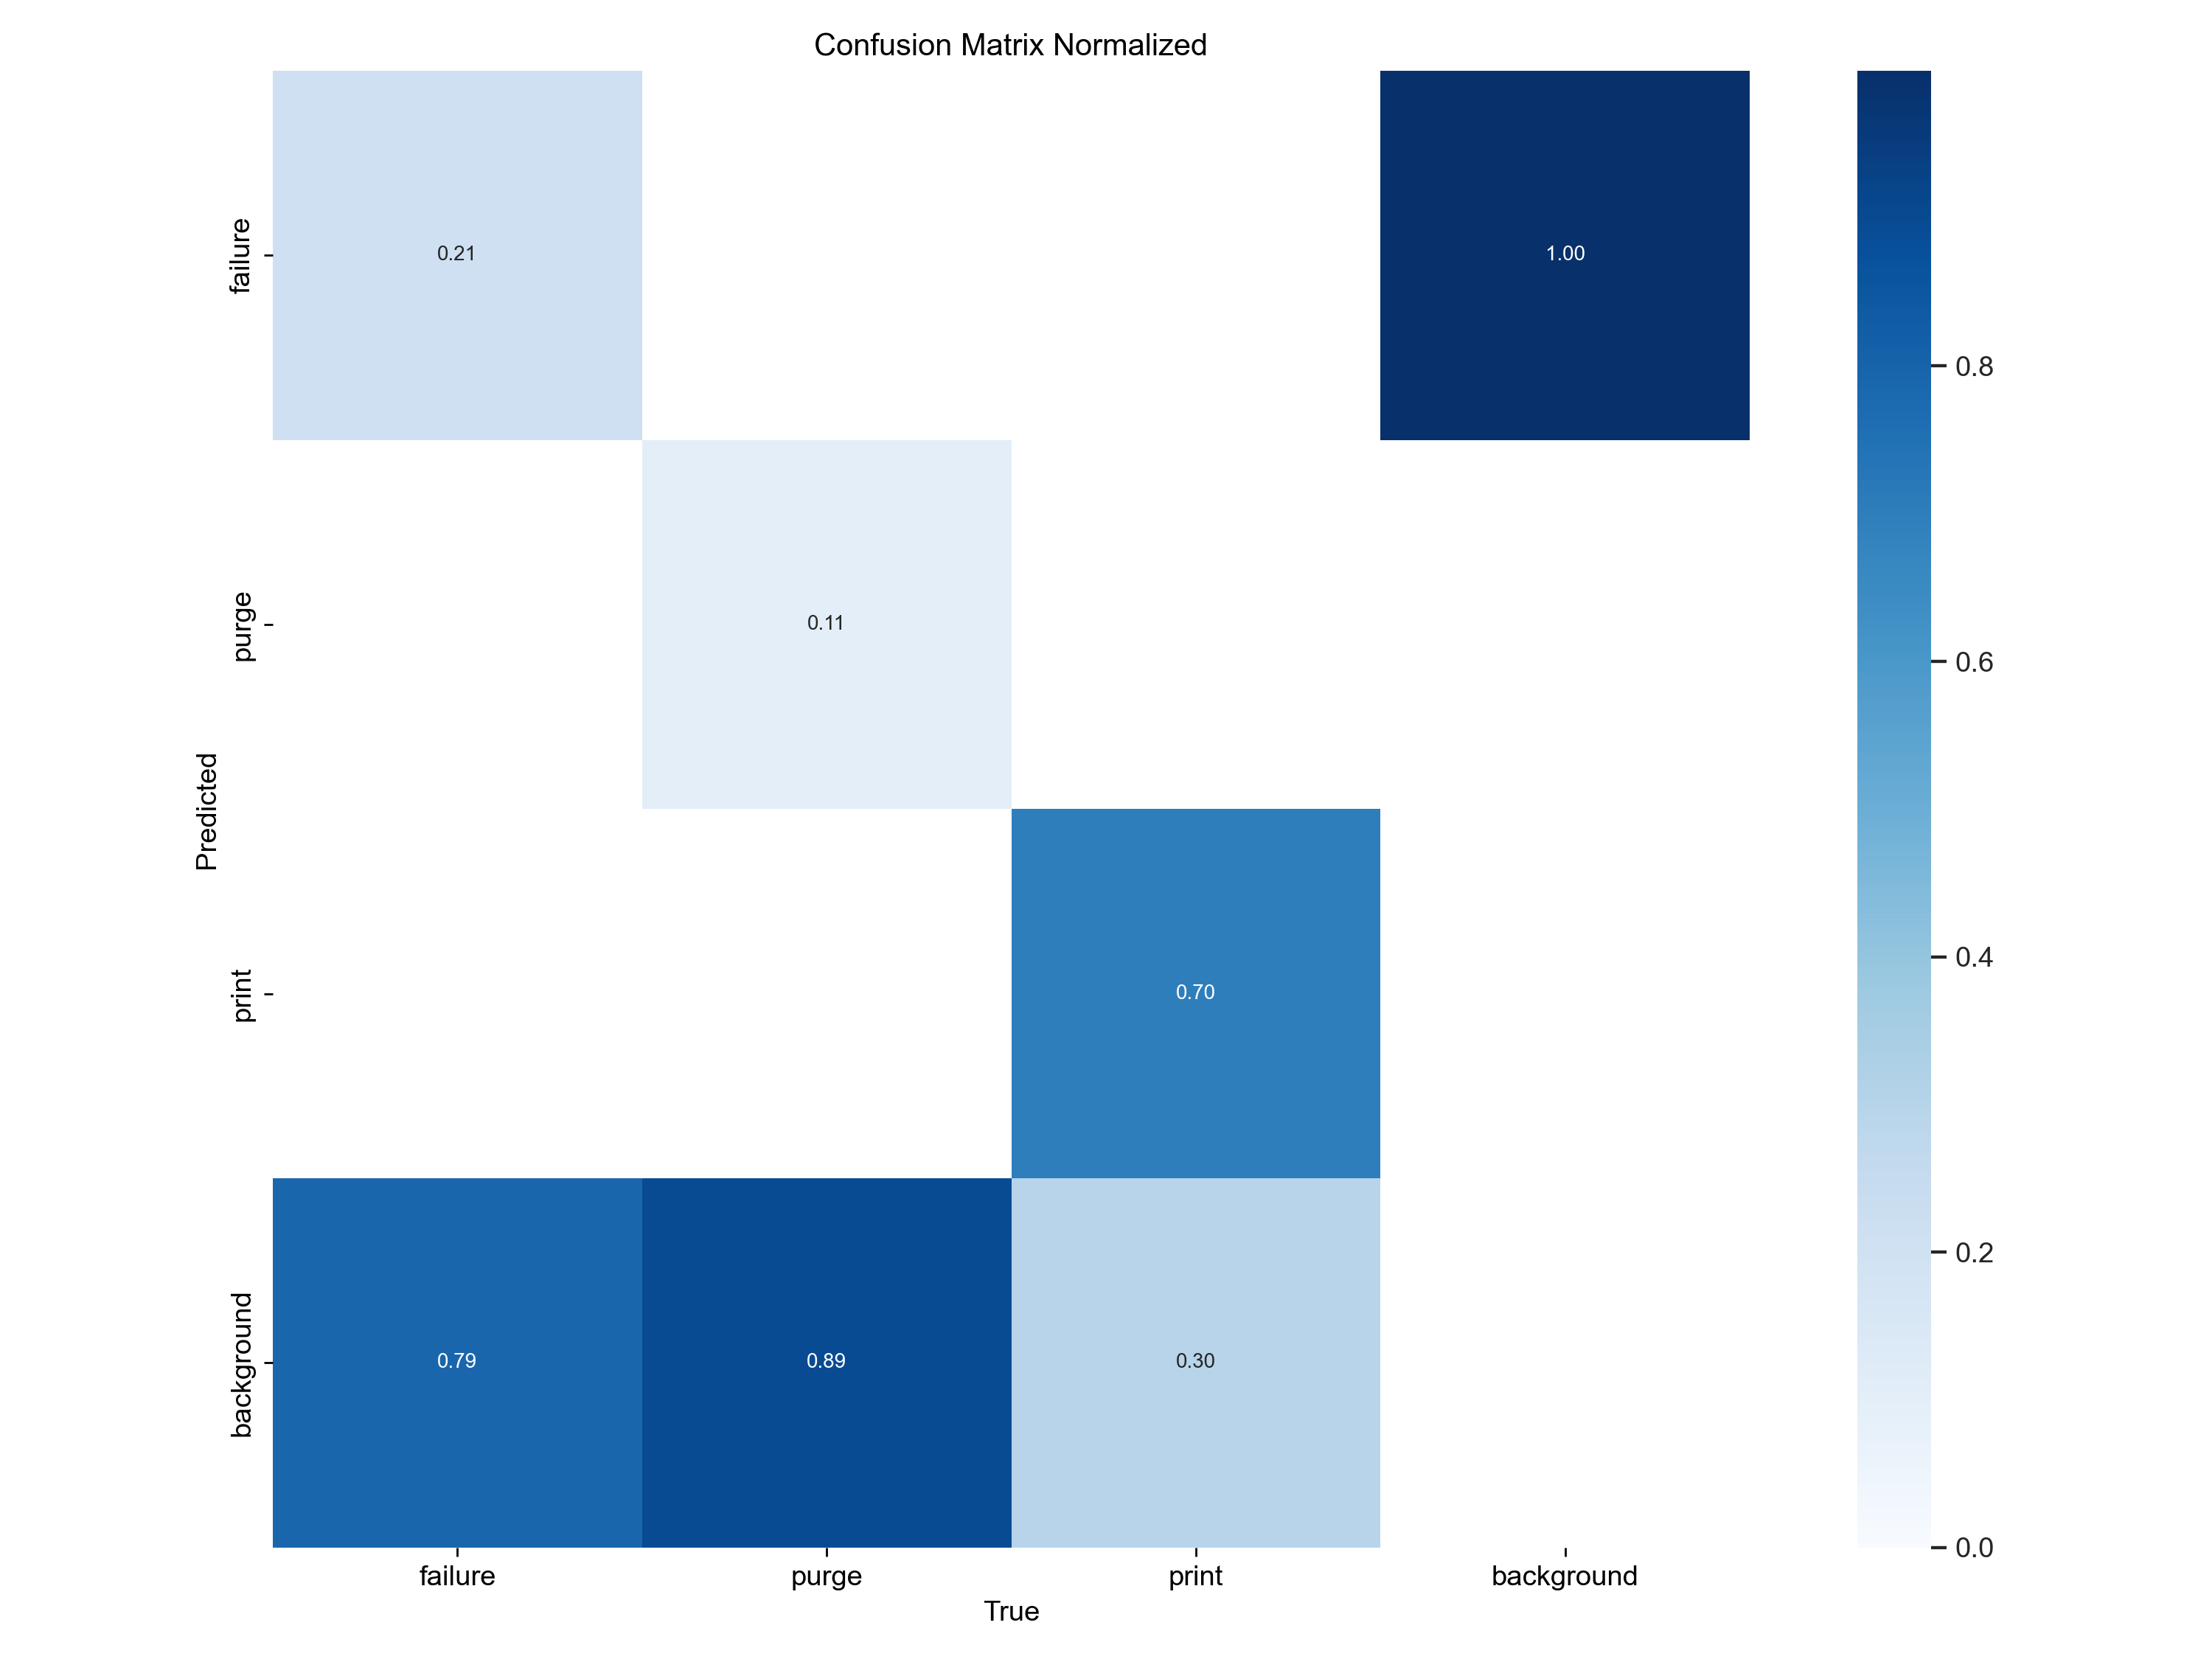 Confusion Matrix Normalized
failure
0.21
1.00
purge
0.11
print
0.70
background
0.79
0.89
0.30
Predicted
failure
purge
print
background
True
0.8
0.6
0.4
0.2
0.0